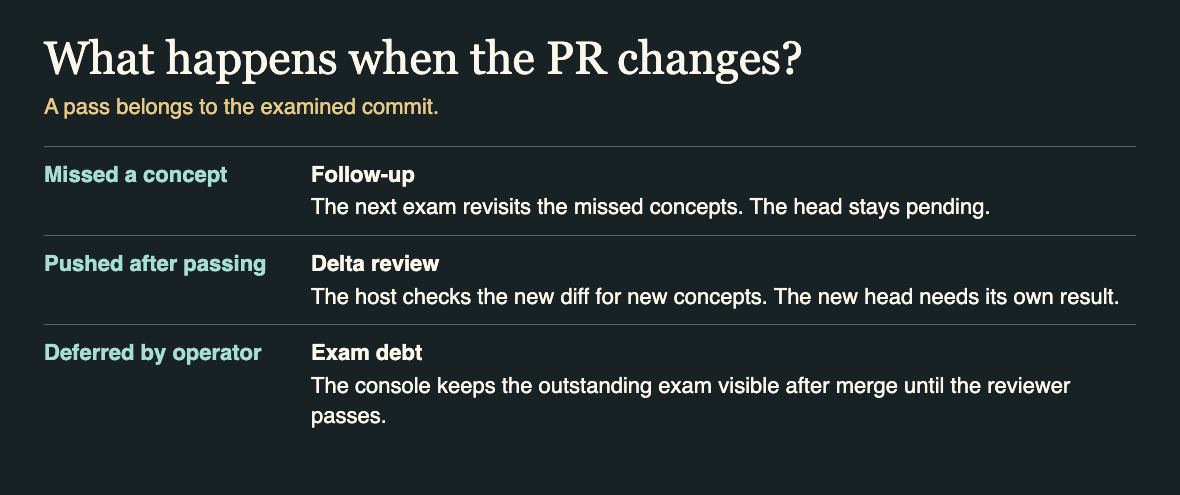 What happens when the PR changes?
A pass belongs to the examined commit.
Missed a concept
Follow-up
The next exam revisits the missed concepts. The head stays pending.
Pushed after passing
Delta review
The host checks the new diff for new concepts. The new head needs its own result.
Deferred by operator
Exam debt
The console keeps the outstanding exam visible after merge until the reviewer
passes.